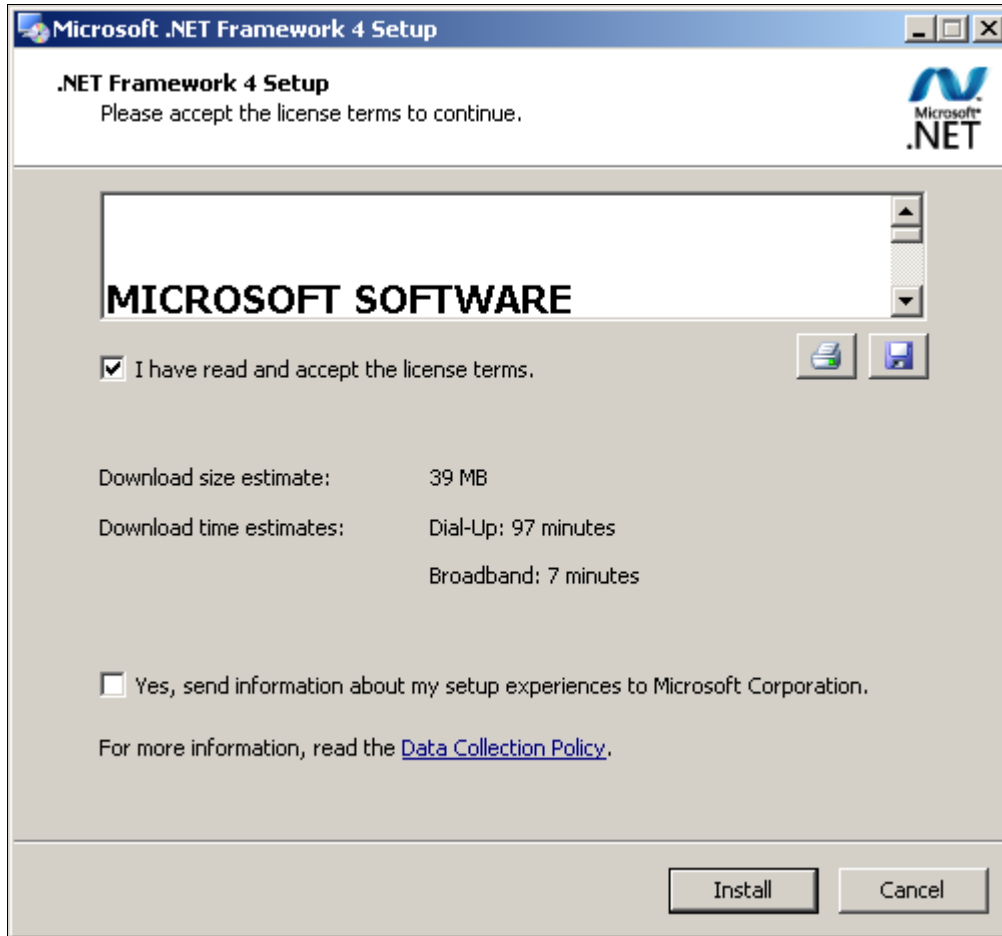 Microsoft .NET Framework 4 Setup
.NET Framework 4 Setup
Please accept the license terms to continue.
Microsoft®
.NET
MICROSOFT SOFTWARE
I have read and accept the license terms.
Download size estimate: 39 MB
Download time estimates: Dial-Up: 97 minutes
Broadband: 7 minutes
Yes, send information about my setup experiences to Microsoft Corporation.
For more information, read the Data Collection Policy.
Install Cancel